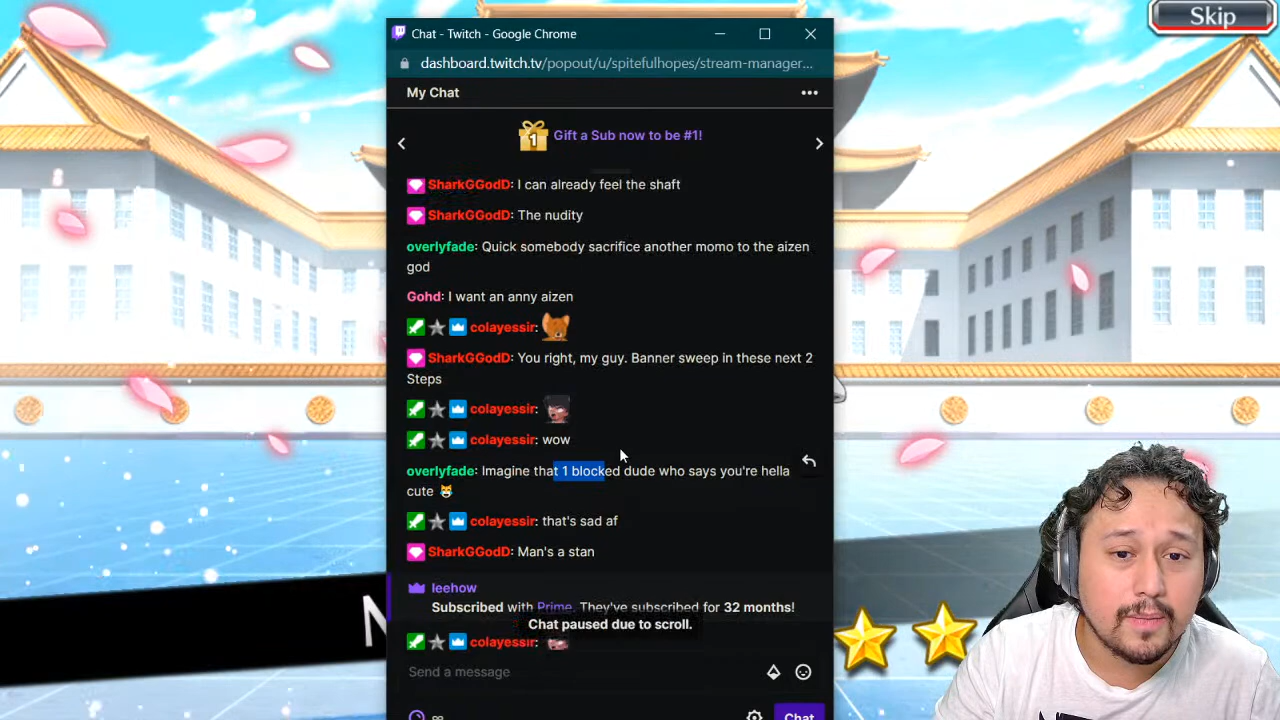 Skip
Chat - Twitch - Google Chrome
dashboard.twitch.tv/popout/u/spitefulhopes/stream-manager...
My Chat
1
Gift a Sub now to be #1!
SharkGGodD: I can already feel the shaft
SharkGGodD: The nudity
overlyfade: Quick somebody sacrifice another momo to the aizen
god
Gohd: I want an anny aizen
colayessir:
SharkGGodD: You right, my guy. Banner sweep in these next 2
Steps
colayessir:
colayessir: wow
overlyfade: Imagine that 1 blocked dude who says you're hella
cute 😹
colayessir: that's sad af
SharkGGodD: Man's a stan
leehow
Subscribed with Prime. They've subscribed for 32 months!
Chat paused due to scroll.
colayessir:
Send a message
Chat